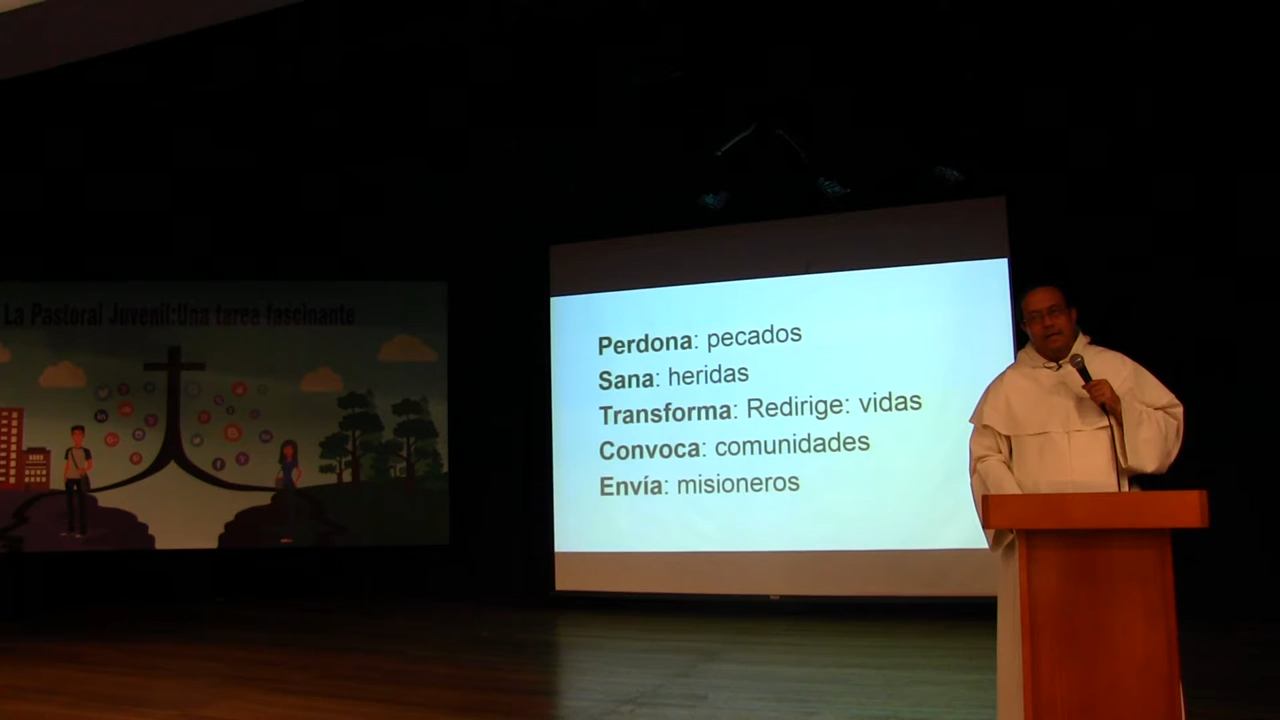 La Pastoral Juvenil:Una tarea fascinante
Perdona: pecados
Sana: heridas
Transforma: Redirige: vidas
Convoca: comunidades
Envía: misioneros